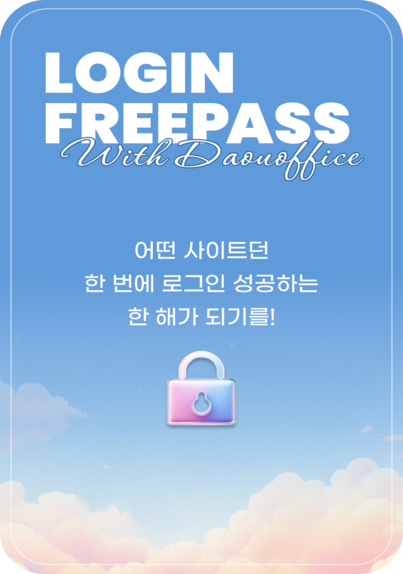 LOGIN
FREEPASS
With Daouoffice
어떤 사이트던
한 번에 로그인 성공하는
한 해가 되기를!